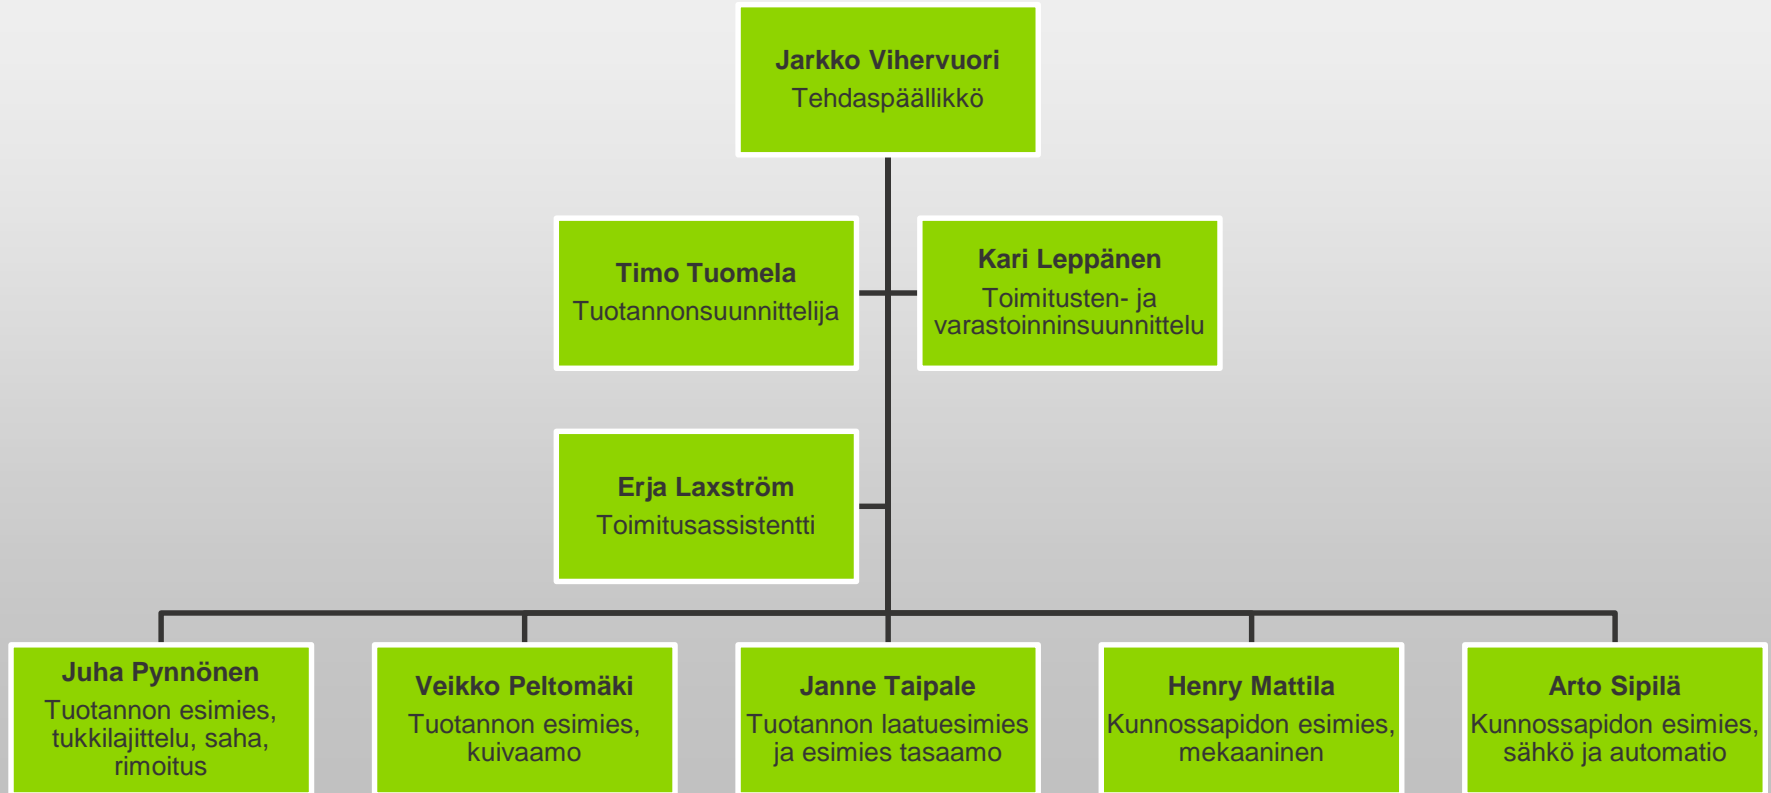 Jarkko Vihervuori
Tehdaspäällikkö
Timo Tuomela
Tuotannonsuunnittelija
Kari Leppänen
Toimitusten- ja
varastoinninsuunnittelu
Erja Laxström
Toimitusassistentti
Juha Pynnönen
Tuotannon esimies,
tukkilajittelu, saha,
rimoitus
Veikko Peltomäki
Tuotannon esimies,
kuivaamo
Janne Taipale
Tuotannon laatuesimies
ja esimies tasaamo
Henry Mattila
Kunnossapidon esimies,
mekaaninen
Arto Sipilä
Kunnossapidon esimies,
sähkö ja automatio